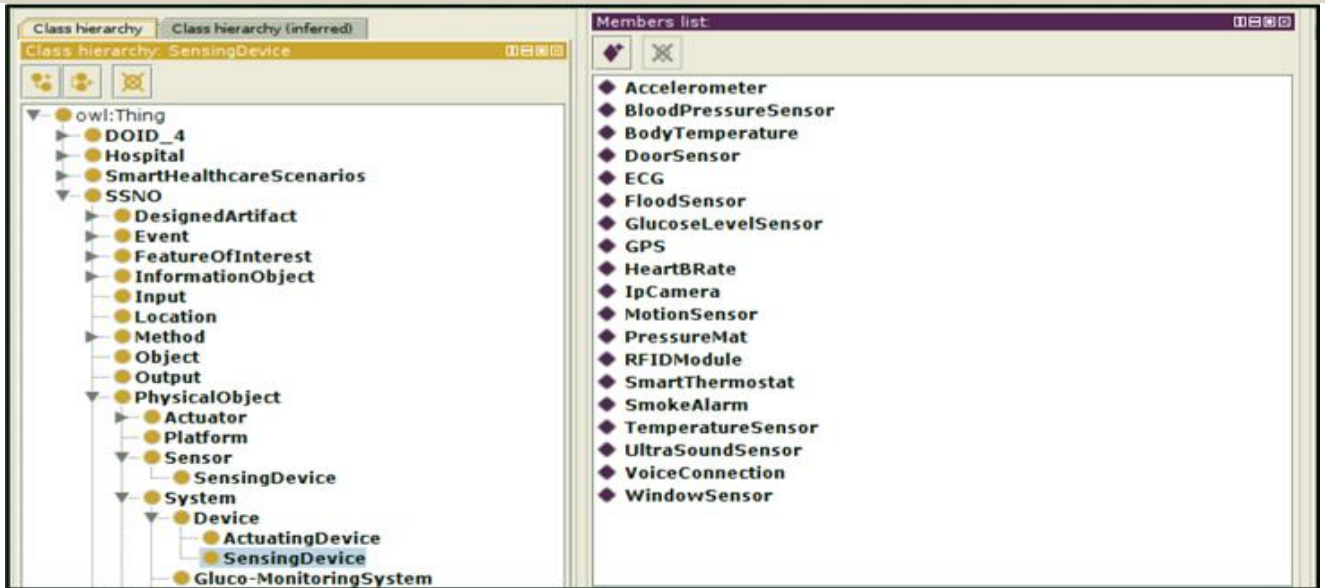 Class hierarchy
Class hierarchy (inferred)
Class hierarchy: SensingDevice
owl:Thing
DOID_4
Hospital
SmartHealthcareScenarios
SSNO
DesignedArtifact
Event
FeatureOfInterest
InformationObject
Input
Location
Method
Object
Output
PhysicalObject
Actuator
Platform
Sensor
SensingDevice
System
Device
ActuatingDevice
SensingDevice
Gluco-MonitoringSystem
Members list:
Accelerometer
BloodPressureSensor
BodyTemperature
DoorSensor
ECG
FloodSensor
GlucoseLevelSensor
GPS
HeartBRate
IpCamera
MotionSensor
PressureMat
RFIDModule
SmartThermostat
SmokeAlarm
TemperatureSensor
UltraSoundSensor
VoiceConnection
WindowSensor